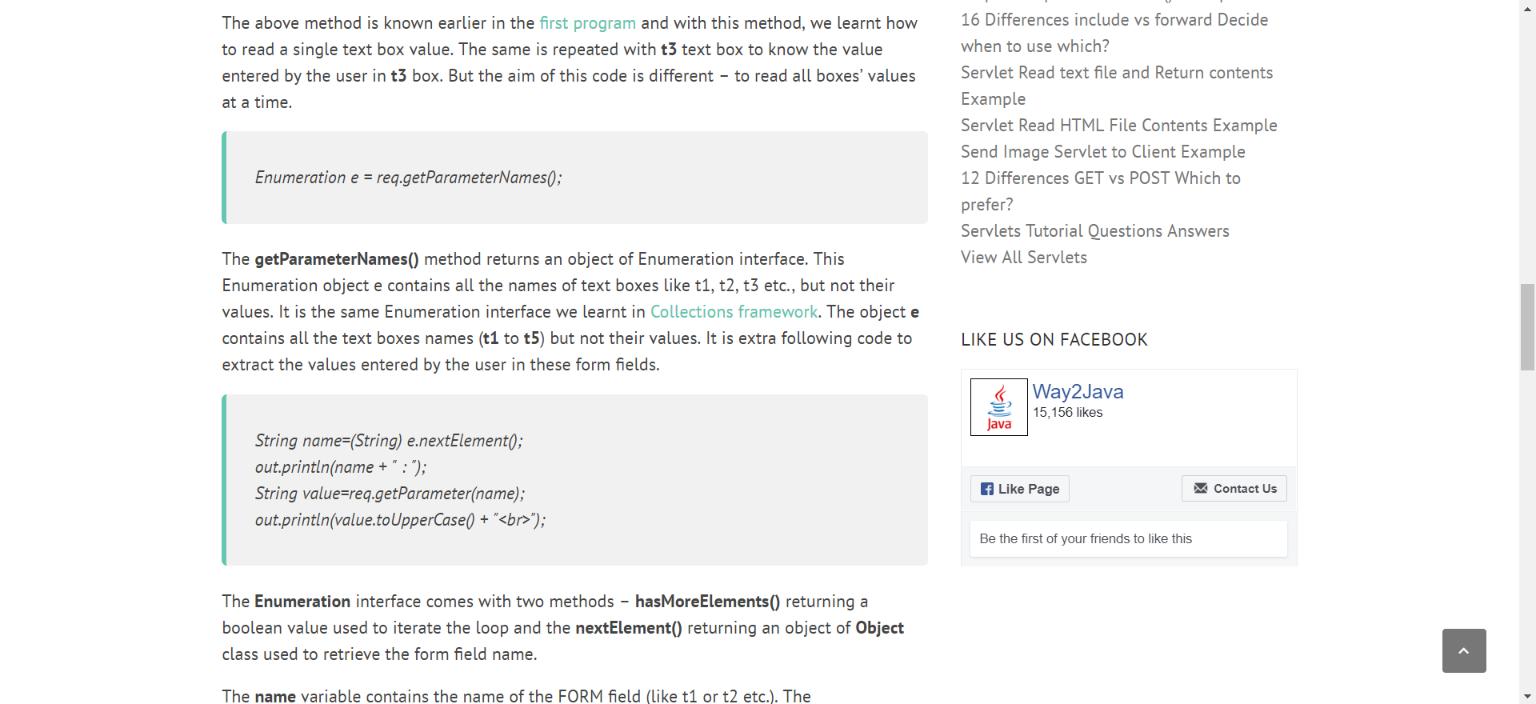 The above method is known earlier in the first program and with this method, we learnt how
to read a single text box value. The same is repeated with t3 text box to know the value
entered by the user in t3 box. But the aim of this code is different – to read all boxes’ values
at a time.
Enumeration e = req.getParameterNames();
The getParameterNames() method returns an object of Enumeration interface. This
Enumeration object e contains all the names of text boxes like t1, t2, t3 etc., but not their
values. It is the same Enumeration interface we learnt in Collections framework. The object e
contains all the text boxes names (t1 to t5) but not their values. It is extra following code to
extract the values entered by the user in these form fields.
String name=(String) e.nextElement();
out.println(name + " : ");
String value=req.getParameter(name);
out.println(value.toUpperCase() + "<br>");
The Enumeration interface comes with two methods – hasMoreElements() returning a
boolean value used to iterate the loop and the nextElement() returning an object of Object
class used to retrieve the form field name.
The name variable contains the name of the FORM field (like t1 or t2 etc.). The
16 Differences include vs forward Decide
when to use which?
Servlet Read text file and Return contents
Example
Servlet Read HTML File Contents Example
Send Image Servlet to Client Example
12 Differences GET vs POST Which to
prefer?
Servlets Tutorial Questions Answers
View All Servlets
LIKE US ON FACEBOOK
Java
Way2Java
15,156 likes
Like Page
Contact Us
Be the first of your friends to like this